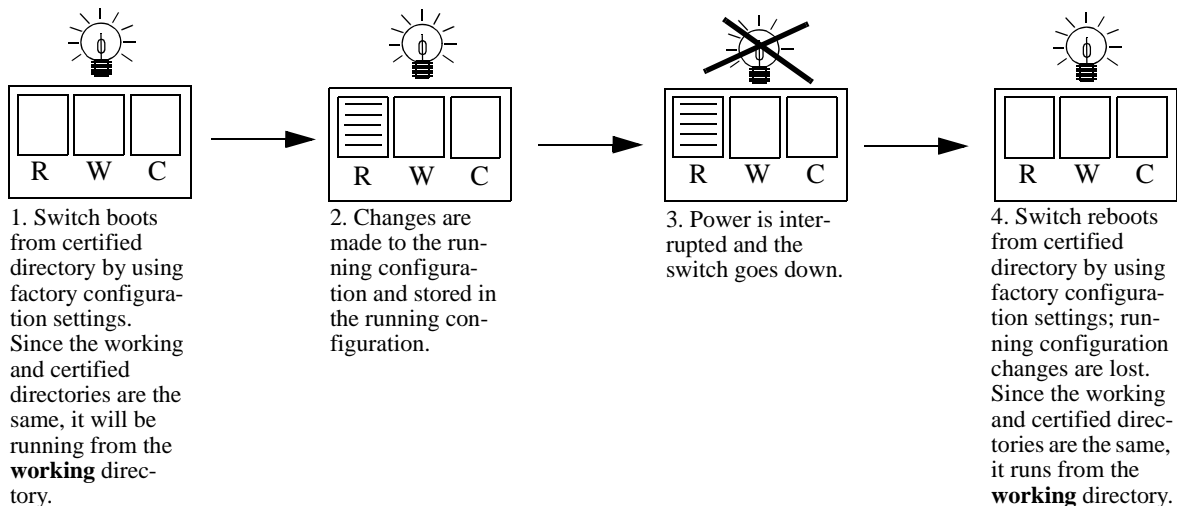 R W C
R W C
R W C
R W C
1. Switch boots
from certified
directory by using
factory configura-
tion settings.
Since the working
and certified
directories are the
same, it will be
running from the
working direc-
tory.
2. Changes are
made to the run-
ning configura-
tion and stored in
the running con-
figuration.
3. Power is inter-
rupted and the
switch goes down.
4. Switch reboots
from certified
directory by using
factory configura-
tion settings; run-
ning configuration
changes are lost.
Since the working
and certified direc-
tories are the same,
it runs from the
working directory.